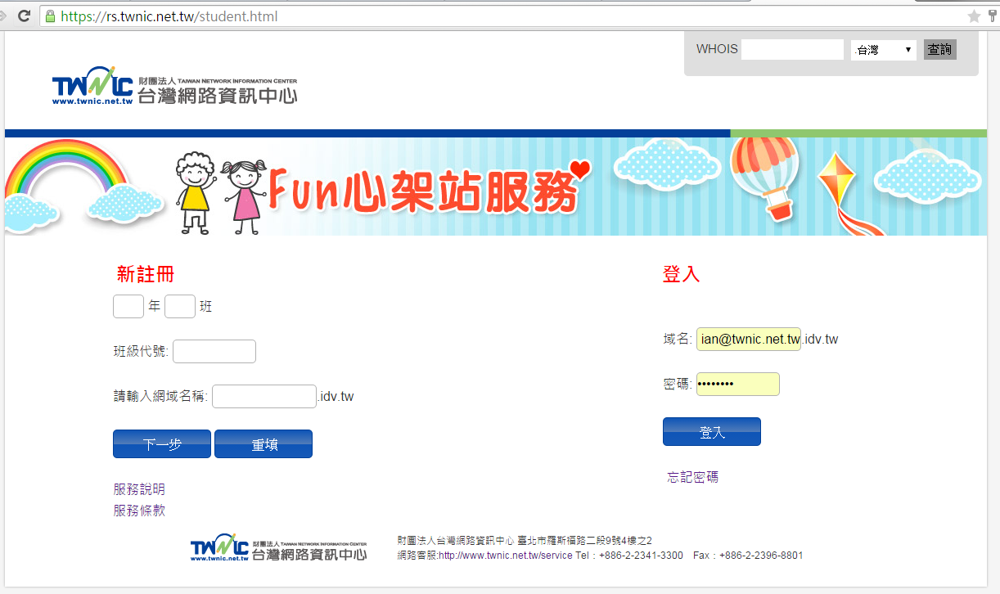 https://rs.twnic.net.tw/student.html
WHOIS .台灣 查詢
TWNIC 財團法人 TAIWAN NETWORK INFORMATION CENTER
www.twnic.net.tw 台灣網路資訊中心
Fun心架站服務
新註冊
年 班
班級代號:
請輸入網域名稱: .idv.tw
下一步 重填
服務說明
服務條款
登入
域名: ian@twnic.net.tw .idv.tw
密碼: ••••••••
登入
忘記密碼
TWNIC 財團法人 TAIWAN NETWORK INFORMATION CENTER
www.twnic.net.tw 台灣網路資訊中心
財團法人台灣網路資訊中心 臺北市羅斯福路二段9號4樓之2
網路客服:http://www.twnic.net.tw/service Tel：+886-2-2341-3300 Fax：+886-2-2396-8801